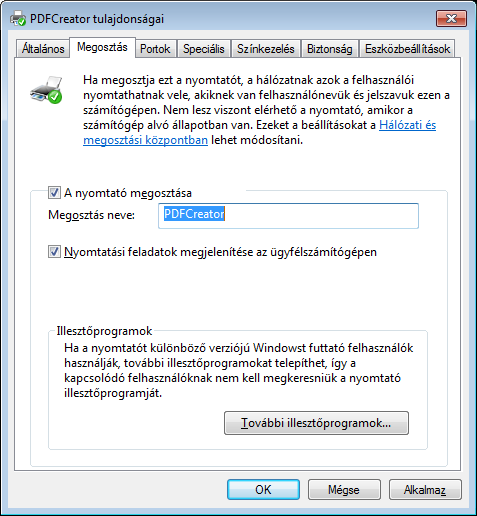 PDFCreator tulajdonságai
Általános
Megosztás
Portok
Speciális
Színkezelés
Biztonság
Eszközbeállítások
Ha megosztja ezt a nyomtatót, a hálózatnak azok a felhasználói
nyomtathatnak vele, akiknek van felhasználónevük és jelszavuk ezen a
számítógépen. Nem lesz viszont elérhető a nyomtató, amikor a
számítógép alvó állapotban van. Ezeket a beállításokat a Hálózati és
megosztási központban lehet módosítani.
A nyomtató megosztása
Megosztás neve:
PDFCreator
Nyomtatási feladatok megjelenítése az ügyfélszámítógépen
Illesztőprogramok
Ha a nyomtatót különböző verziójú Windowst futtató felhasználók
használják, további illesztőprogramokat telepíthet, így a
kapcsolódó felhasználóknak nem kell megkeresniük a nyomtató
illesztőprogramját.
További illesztőprogramok...
OK
Mégse
Alkalmaz